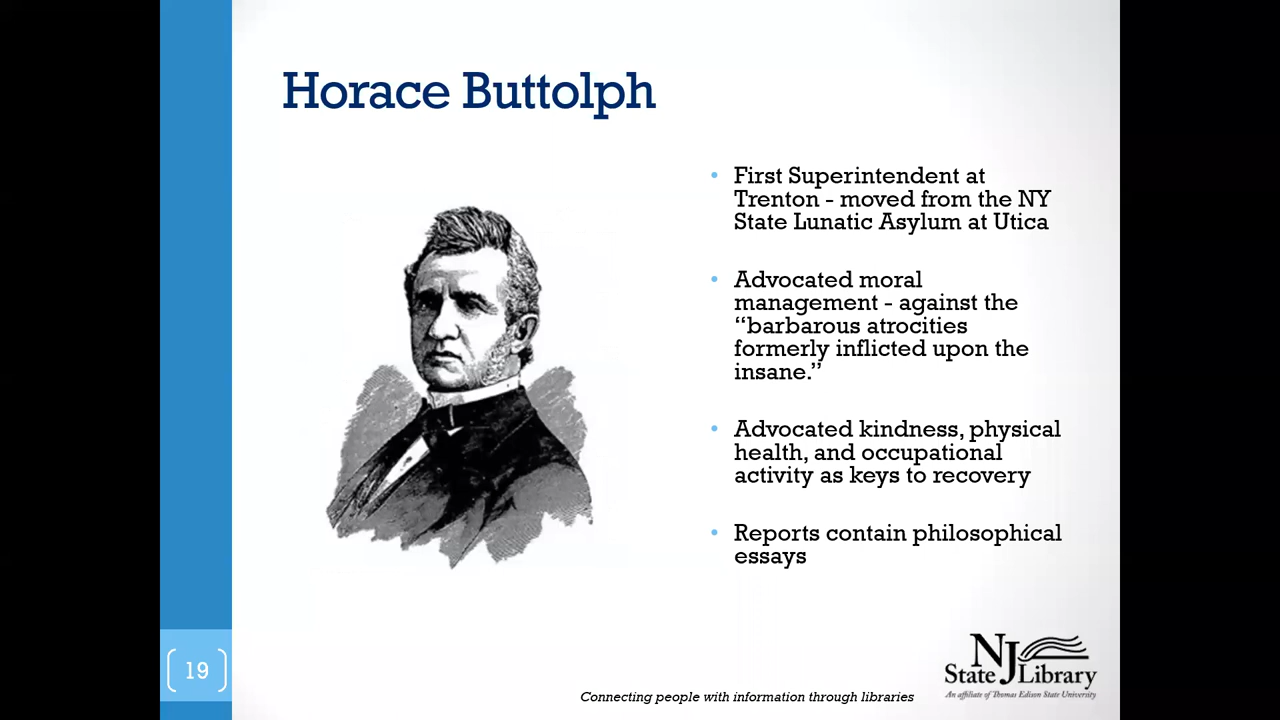 Horace Buttolph
• First Superintendent at
Trenton - moved from the NY
State Lunatic Asylum at Utica
• Advocated moral
management - against the
“barbarous atrocities
formerly inflicted upon the
insane.”
• Advocated kindness, physical
health, and occupational
activity as keys to recovery
• Reports contain philosophical
essays
19
Connecting people with information through libraries
NJ
State Library
An affiliate of Thomas Edison State University